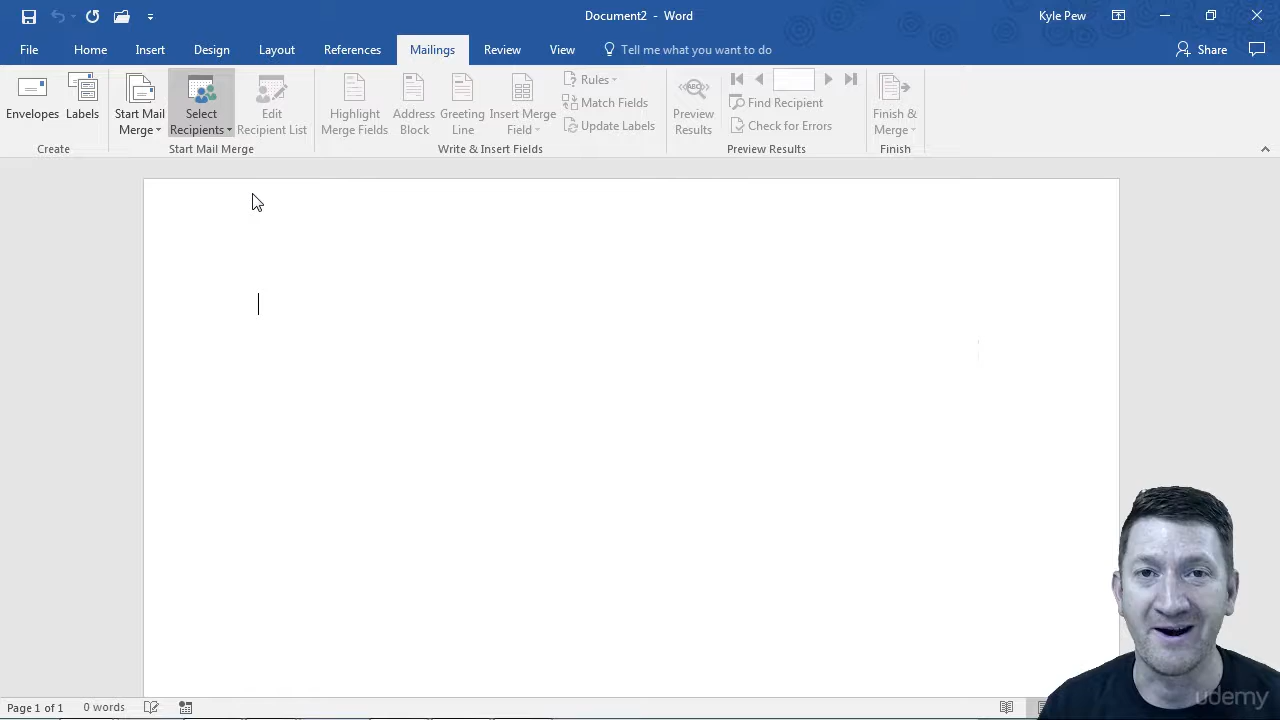 Document2 - Word
Kyle Pew
File Home Insert Design Layout References Mailings Review View Tell me what you want to do Share
Envelopes Labels Start Mail Merge Select Recipients Edit Recipient List Highlight Merge Fields Address Block Greeting Line Insert Merge Field Rules Match Fields Update Labels Preview Results ABC Find Recipient Check for Errors Finish & Merge
Create Start Mail Merge Write & Insert Fields Preview Results Finish
Page 1 of 1 0 words
udemy